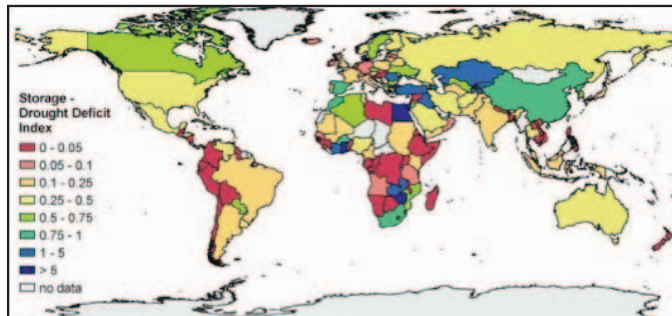 Storage -
Drought Deficit
Index
0 - 0.05
0.05 - 0.1
0.1 - 0.25
0.25 - 0.5
0.5 - 0.75
0.75 - 1
1 - 5
> 5
no data